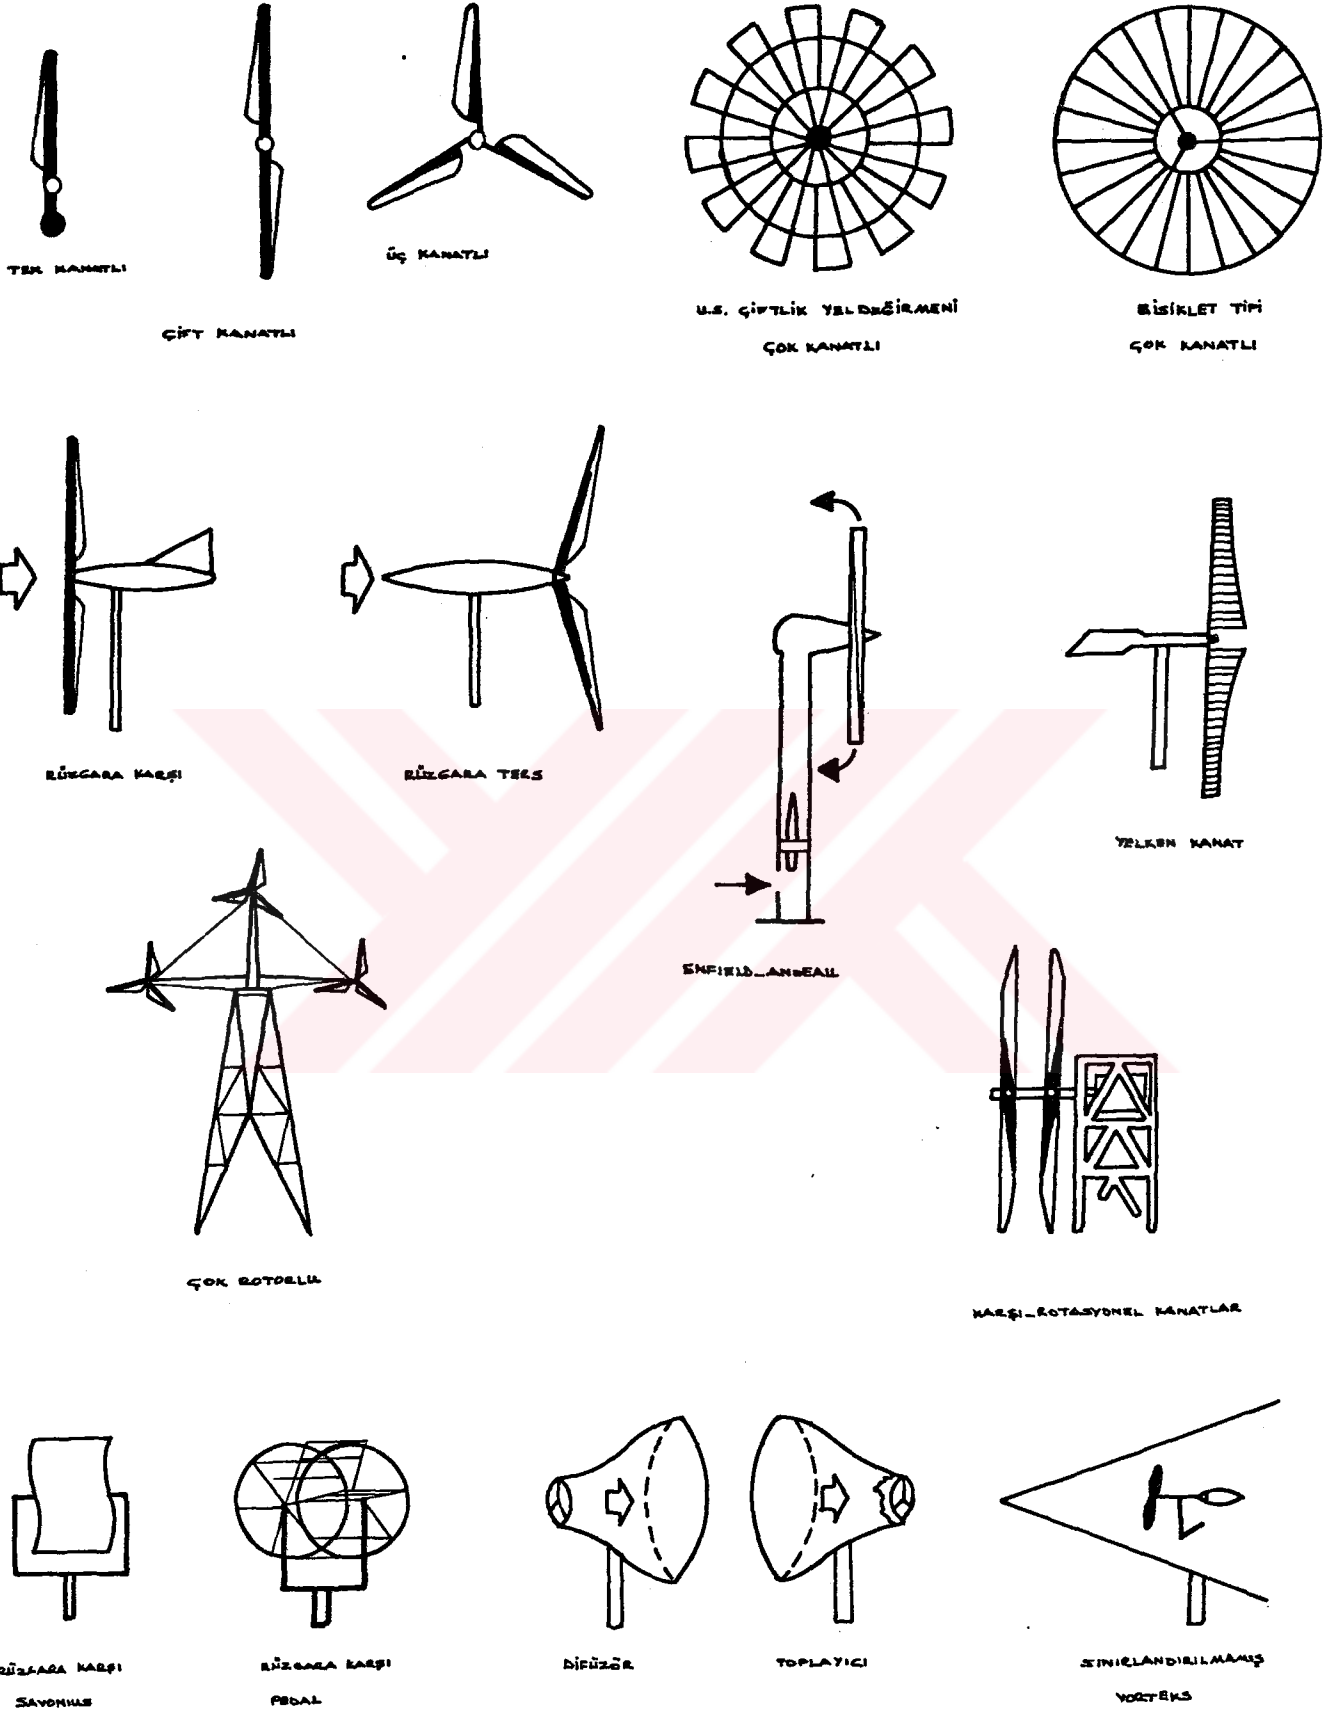 TEK KANATLI
ÇİFT KANATLI
ÜÇ KANATLI
U.S. ÇİFTLİK YELDEĞİRMENİ
ÇOK KANATLI
BİSİKLET TİPİ
ÇOK KANATLI
RÜZGARA KARŞI
RÜZGARA TERS
ENFIELD_ANDEAU
YELKEN KANAT
ÇOK ROTORLU
KARŞI_ROTASYONEL KANATLAR
RÜZGARA KARŞI
SAVONIUS
RÜZGARA KARŞI
PEDAL
DİFÜZÖR
TOPLAYICI
SINIRLANDIRILMAMIŞ
VORTEKS